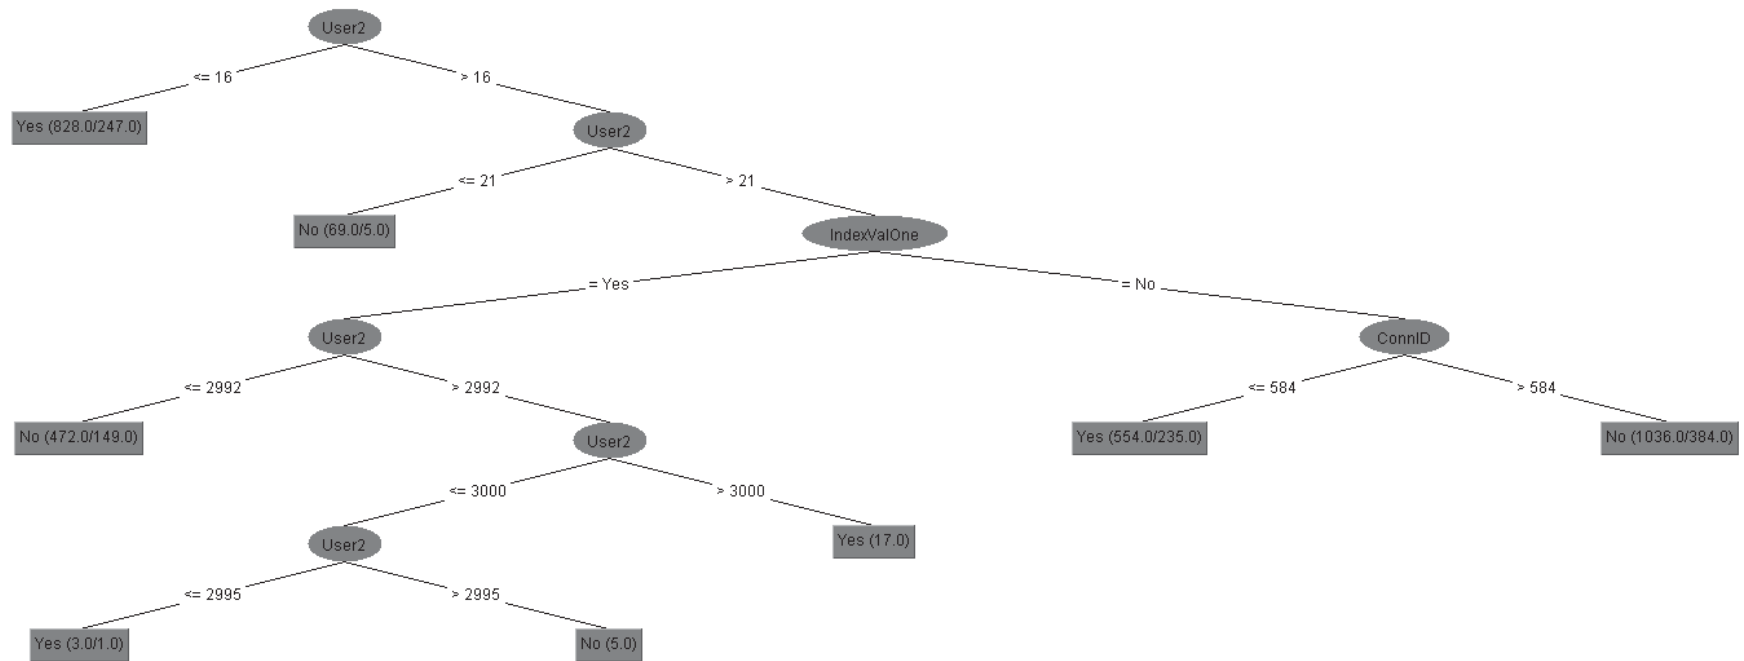 User2
<= 16
> 16
Yes (828.0/247.0)
User2
<= 21
> 21
No (69.0/5.0)
IndexValOne
= Yes
= No
User2
ConnID
<= 2992
> 2992
<= 584
> 584
No (472.0/149.0)
User2
Yes (554.0/235.0)
No (1036.0/384.0)
<= 3000
> 3000
User2
Yes (17.0)
<= 2995
> 2995
Yes (3.0/1.0)
No (5.0)